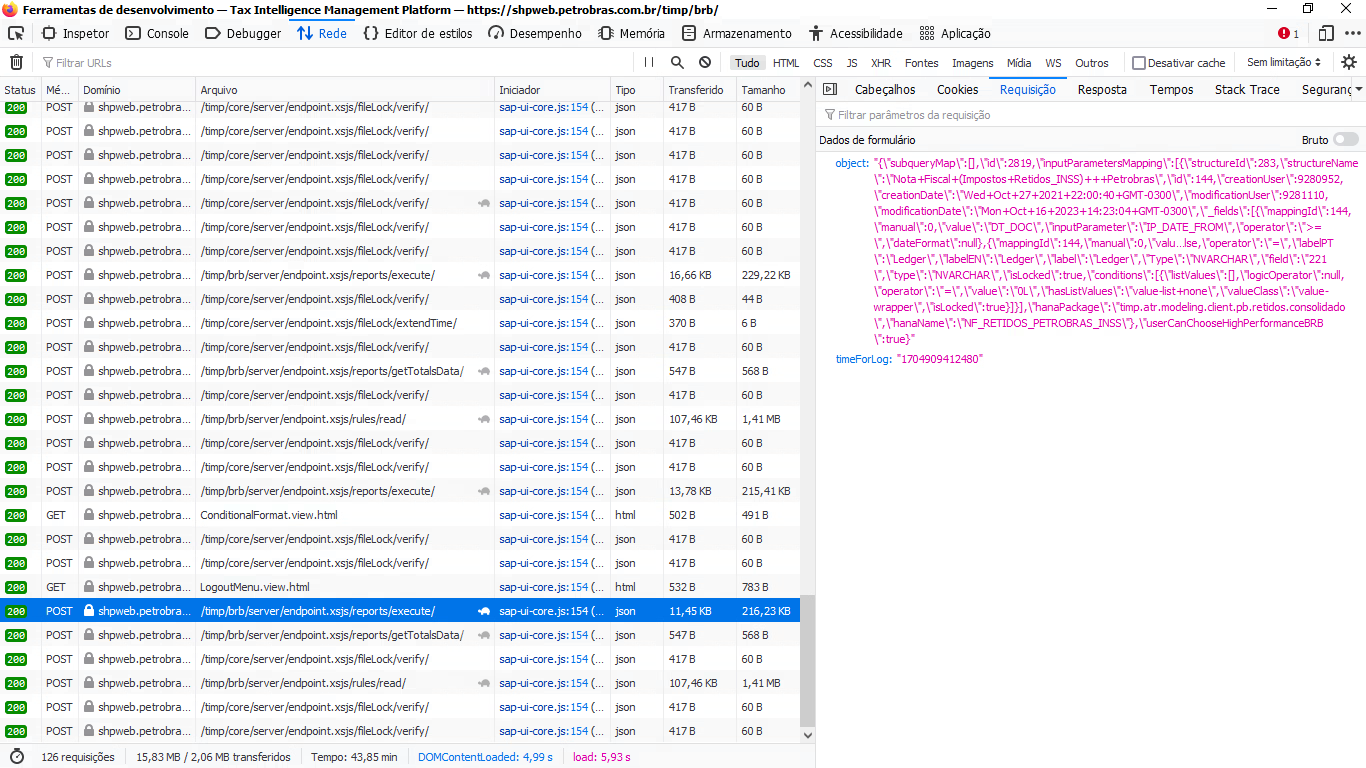 Ferramentas de desenvolvimento — Tax Intelligence Management Platform — https://shpweb.petrobras.com.br/timp/brb/
Inspetor Console Debugger Rede {} Editor de estilos Desempenho Memória Armazenamento Acessibilidade Aplicação 1
Filtrar URLs Tudo HTML CSS JS XHR Fontes Imagens Mídia WS Outros Desativar cache Sem limitação
Status Mé... Domínio Arquivo Iniciador Tipo Transferido Tamanho
200 POST shpweb.petrobra... /timp/core/server/endpoint.xsjs/fileLock/verify/ sap-ui-core.js:154 (... json 417 B 60 B
200 POST shpweb.petrobra... /timp/core/server/endpoint.xsjs/fileLock/verify/ sap-ui-core.js:154 (... json 417 B 60 B
200 POST shpweb.petrobra... /timp/core/server/endpoint.xsjs/fileLock/verify/ sap-ui-core.js:154 (... json 417 B 60 B
200 POST shpweb.petrobra... /timp/core/server/endpoint.xsjs/fileLock/verify/ sap-ui-core.js:154 (... json 417 B 60 B
200 POST shpweb.petrobra... /timp/core/server/endpoint.xsjs/fileLock/verify/ sap-ui-core.js:154 (... json 417 B 60 B
200 POST shpweb.petrobra... /timp/core/server/endpoint.xsjs/fileLock/verify/ sap-ui-core.js:154 (... json 417 B 60 B
200 POST shpweb.petrobra... /timp/core/server/endpoint.xsjs/fileLock/verify/ sap-ui-core.js:154 (... json 417 B 60 B
200 POST shpweb.petrobra... /timp/brb/server/endpoint.xsjs/reports/execute/ sap-ui-core.js:154 (... json 16,66 KB 229,22 KB
200 POST shpweb.petrobra... /timp/core/server/endpoint.xsjs/fileLock/verify/ sap-ui-core.js:154 (... json 408 B 44 B
200 POST shpweb.petrobra... /timp/core/server/endpoint.xsjs/fileLock/extendTime/ sap-ui-core.js:154 (... json 370 B 6 B
200 POST shpweb.petrobra... /timp/core/server/endpoint.xsjs/fileLock/verify/ sap-ui-core.js:154 (... json 417 B 60 B
200 POST shpweb.petrobra... /timp/brb/server/endpoint.xsjs/reports/getTotalsData/ sap-ui-core.js:154 (... json 547 B 568 B
200 POST shpweb.petrobra... /timp/core/server/endpoint.xsjs/fileLock/verify/ sap-ui-core.js:154 (... json 417 B 60 B
200 POST shpweb.petrobra... /timp/brb/server/endpoint.xsjs/rules/read/ sap-ui-core.js:154 (... json 107,46 KB 1,41 MB
200 POST shpweb.petrobra... /timp/core/server/endpoint.xsjs/fileLock/verify/ sap-ui-core.js:154 (... json 417 B 60 B
200 POST shpweb.petrobra... /timp/core/server/endpoint.xsjs/fileLock/verify/ sap-ui-core.js:154 (... json 417 B 60 B
200 POST shpweb.petrobra... /timp/brb/server/endpoint.xsjs/reports/execute/ sap-ui-core.js:154 (... json 13,78 KB 215,41 KB
200 GET shpweb.petrobra... ConditionalFormat.view.html sap-ui-core.js:154 (... html 502 B 491 B
200 POST shpweb.petrobra... /timp/core/server/endpoint.xsjs/fileLock/verify/ sap-ui-core.js:154 (... json 417 B 60 B
200 POST shpweb.petrobra... /timp/core/server/endpoint.xsjs/fileLock/verify/ sap-ui-core.js:154 (... json 417 B 60 B
200 GET shpweb.petrobra... LogoutMenu.view.html sap-ui-core.js:154 (... html 532 B 783 B
200 POST shpweb.petrobra... /timp/brb/server/endpoint.xsjs/reports/execute/ sap-ui-core.js:154 (... json 11,45 KB 216,23 KB
200 POST shpweb.petrobra... /timp/brb/server/endpoint.xsjs/reports/getTotalsData/ sap-ui-core.js:154 (... json 547 B 568 B
200 POST shpweb.petrobra... /timp/core/server/endpoint.xsjs/fileLock/verify/ sap-ui-core.js:154 (... json 417 B 60 B
200 POST shpweb.petrobra... /timp/brb/server/endpoint.xsjs/rules/read/ sap-ui-core.js:154 (... json 107,46 KB 1,41 MB
200 POST shpweb.petrobra... /timp/core/server/endpoint.xsjs/fileLock/verify/ sap-ui-core.js:154 (... json 417 B 60 B
200 POST shpweb.petrobra... /timp/core/server/endpoint.xsjs/fileLock/verify/ sap-ui-core.js:154 (... json 417 B 60 B
126 requisições 15,83 MB / 2,06 MB transferidos Tempo: 43,85 min DOMContentLoaded: 4,99 s load: 5,93 s
Cabeçalhos Cookies Requisição Resposta Tempos Stack Trace Seguranç
Filtrar parâmetros da requisição
Dados de formulário Bruto
object: "{\"subqueryMap\":[],\"id\":2819,\"inputParametersMapping\":[{\"structureId\":283,\"structureName
\":\"Nota+Fiscal+(Impostos+Retidos_INSS)+++Petrobras\",\"id\":144,\"creationUser\":9280952,
\"creationDate\":\"Wed+Oct+27+2021+22:00:40+GMT-0300\",\"modificationUser\":9281110,
\"modificationDate\":\"Mon+Oct+16+2023+14:23:04+GMT-0300\",\"_fields\":[{\"mappingId\":144,
\"manual\":0,\"value\":\"DT_DOC\",\"inputParameter\":\"IP_DATE_FROM\",\"operator\":\">=
\",\"dateFormat\":null},{\"mappingId\":144,\"manual\":0,\"valu...lse,\"operator\":\"=\",\"labelPT
\":\"Ledger\",\"labelEN\":\"Ledger\",\"label\":\"Ledger\",\"Type\":\"NVARCHAR\",\"field\":\"221
\",\"type\":\"NVARCHAR\",\"isLocked\":true,\"conditions\":[{\"listValues\":[],\"logicOperator\":null,
\"operator\":\"=\",\"value\":\"0L\",\"hasListValues\":\"value-list+none\",\"valueClass\":\"value-
wrapper\",\"isLocked\":true}]}],\"hanaPackage\":\"timp.atr.modeling.client.pb.retidos.consolidado
\",\"hanaName\":\"NF_RETIDOS_PETROBRAS_INSS\"},\"userCanChooseHighPerformanceBRB
\":true}"
timeForLog: "1704909412480"